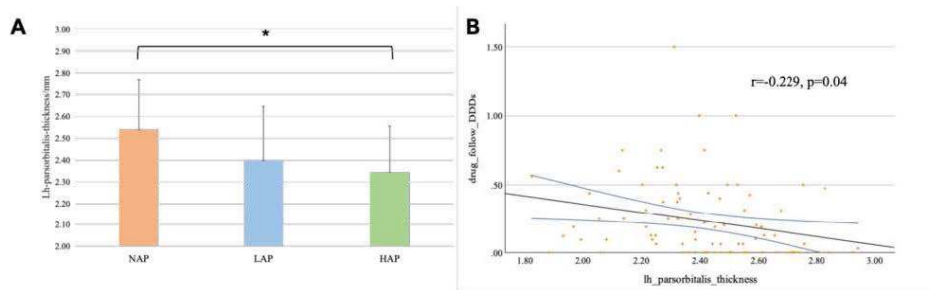 A
*
3.00
2.90
2.80
2.70
2.60
2.50
2.40
2.30
2.20
2.10
2.00
Lh-parsorbitalis-thickness/mm
NAP LAP HAP
B
r=-0.229, p=0.04
1.50
1.00
.50
.00
drug_follow_DDDs
1.80 2.00 2.20 2.40 2.60 2.80 3.00
lh_parsorbitalis_thickness